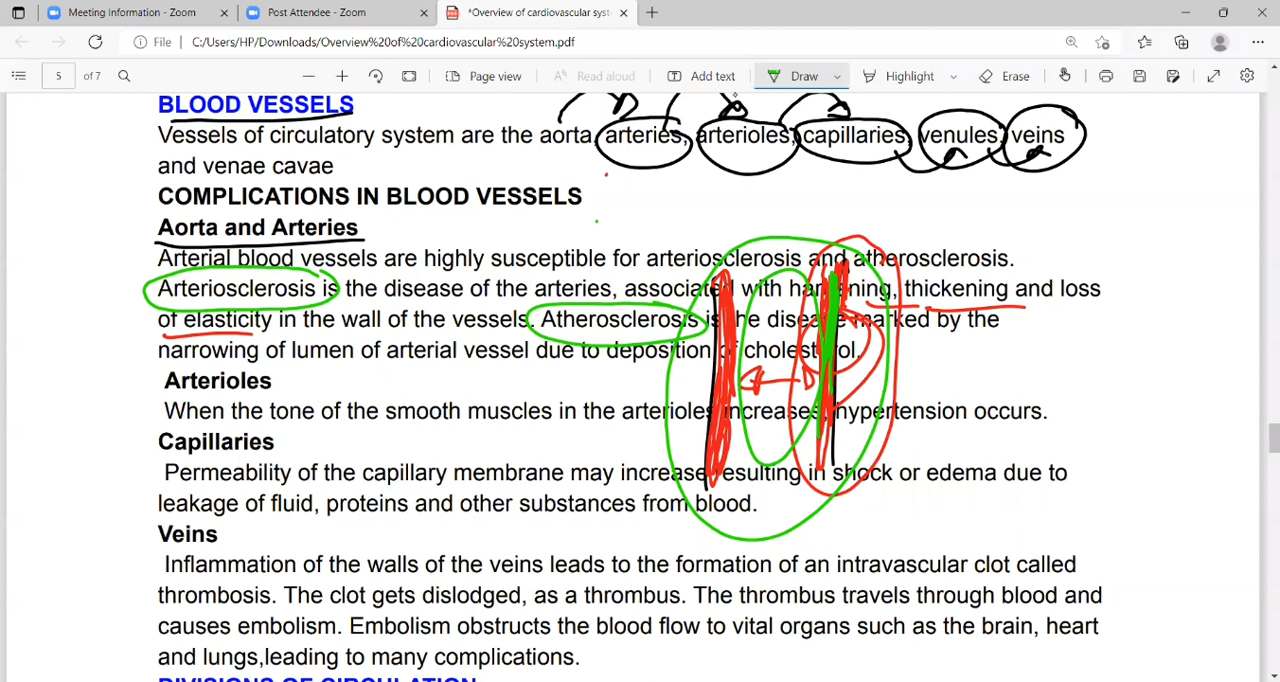 Meeting Information - Zoom
Post Attendee - Zoom
*Overview of cardiovascular syste
File
C:/Users/HP/Downloads/Overview%20of%20cardiovascular%20system.pdf
5 of 7
Page view
Read aloud
Add text
Draw
Highlight
Erase
BLOOD VESSELS
Vessels of circulatory system are the aorta, arteries, arterioles, capillaries, venules, veins
and venae cavae
COMPLICATIONS IN BLOOD VESSELS
Aorta and Arteries
Arterial blood vessels are highly susceptible for arteriosclerosis and atherosclerosis.
Arteriosclerosis is the disease of the arteries, associated with hardening, thickening and loss
of elasticity in the wall of the vessels. Atherosclerosis is the disease marked by the
narrowing of lumen of arterial vessel due to deposition of cholesterol.
Arterioles
When the tone of the smooth muscles in the arterioles increases, hypertension occurs.
Capillaries
Permeability of the capillary membrane may increase resulting in shock or edema due to
leakage of fluid, proteins and other substances from blood.
Veins
Inflammation of the walls of the veins leads to the formation of an intravascular clot called
thrombosis. The clot gets dislodged, as a thrombus. The thrombus travels through blood and
causes embolism. Embolism obstructs the blood flow to vital organs such as the brain, heart
and lungs,leading to many complications.
DIVISIONS OF CIRCULATION